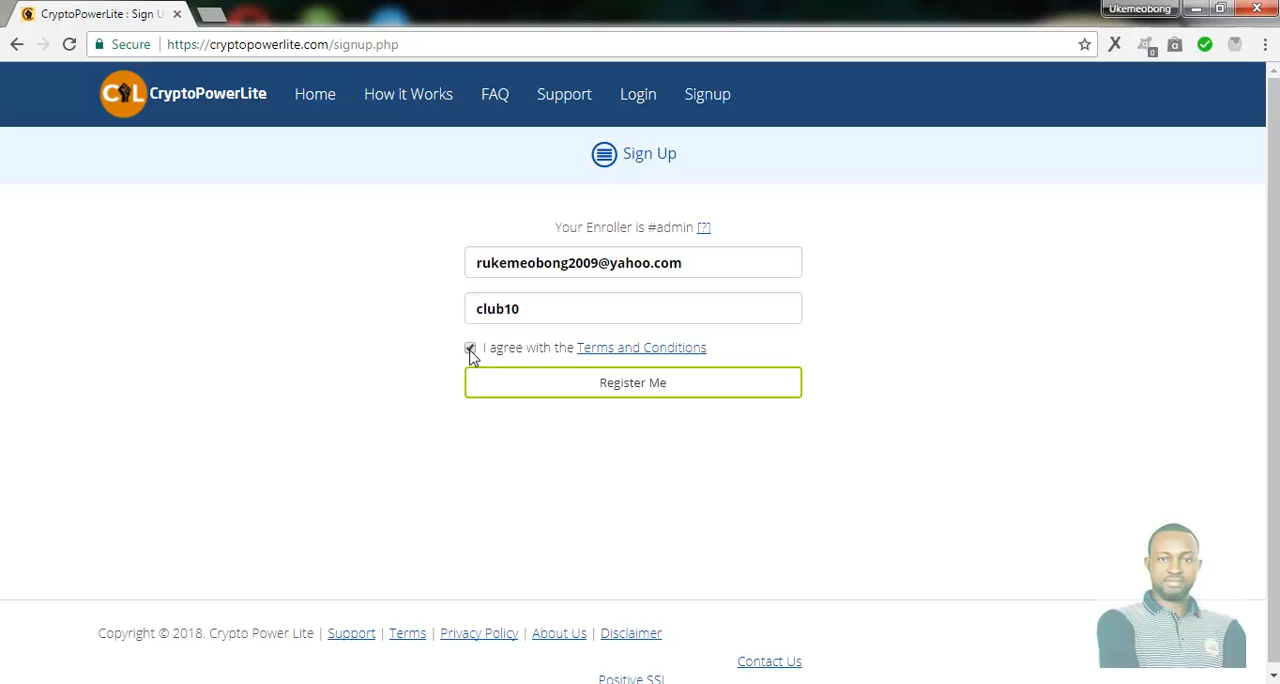 CryptoPowerLite : Sign U
Ukemeobong
Secure
https://cryptopowerlite.com/signup.php
CYL CryptoPowerLite
Home
How it Works
FAQ
Support
Login
Signup
Sign Up
Your Enroller is #admin [?]
rukemeobong2009@yahoo.com
club10
I agree with the Terms and Conditions
Register Me
Copyright © 2018. Crypto Power Lite | Support | Terms | Privacy Policy | About Us | Disclaimer
Contact Us
Positive SSL